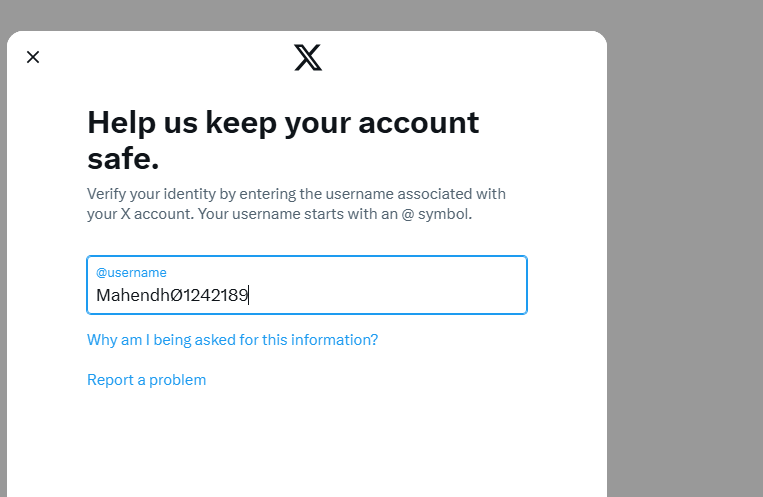 Help us keep your account
safe.
Verify your identity by entering the username associated with
your X account. Your username starts with an @ symbol.
@username
MahendhØ1242189
Why am I being asked for this information?
Report a problem